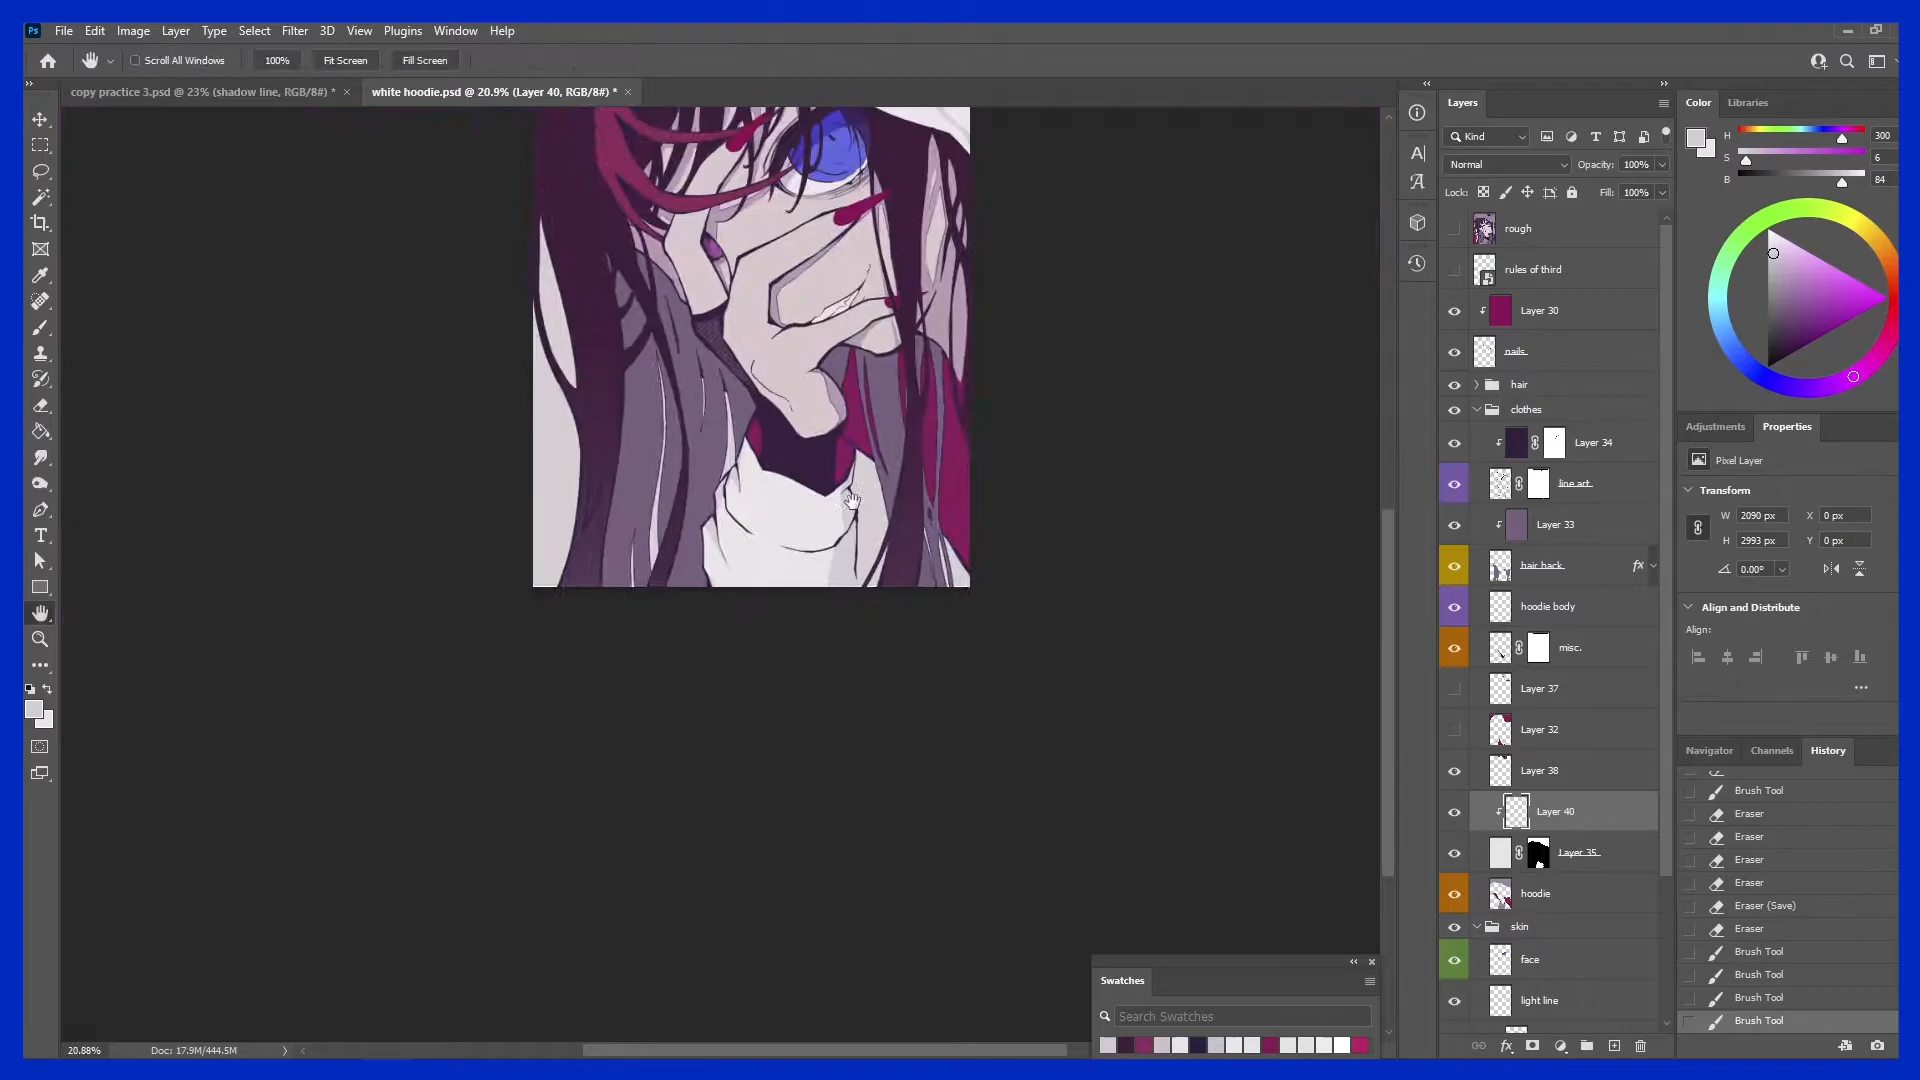 Ps File Edit Image Layer Type Select Filter 3D View Plugins Window Help
Scroll All Windows 100% Fit Screen Fill Screen
copy practice 3.psd @ 23% (shadow line, RGB/8#) * × white hoodie.psd @ 20.9% (Layer 40, RGB/8#) * ×
Layers
Kind
Normal Opacity: 100%
Lock: Fill: 100%
rough
rules of third
Layer 30
nails
hair
clothes
Layer 34
line art
Layer 33
hair back fx
hoodie body
misc.
Layer 37
Layer 32
Layer 38
Layer 40
Layer 35
hoodie
skin
face
light line
Color Libraries
H 300
S 6
B 84
Adjustments Properties
Pixel Layer
Transform
W 2090 px X 0 px
H 2993 px Y 0 px
0.00°
Align and Distribute
Align:
Navigator Channels History
Brush Tool
Eraser
Eraser
Eraser
Eraser
Eraser (Save)
Eraser
Brush Tool
Brush Tool
Brush Tool
Brush Tool
Swatches
Search Swatches
20.88% Doc: 17.9M/444.5M